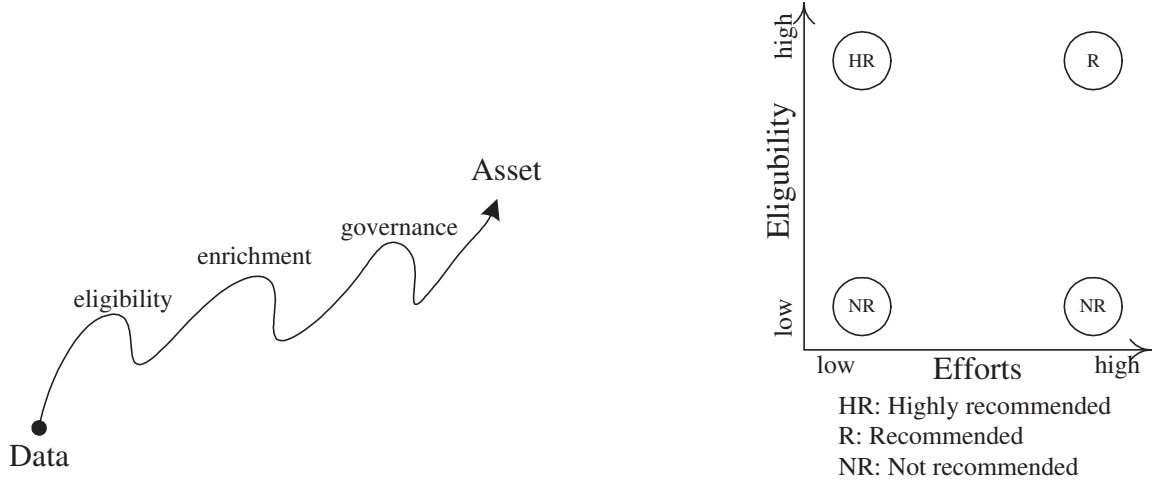 Asset
governance
enrichment
eligibility
Data
high
Eligubility
low
HR
R
NR
NR
low
Efforts
high
HR: Highly recommended
R: Recommended
NR: Not recommended